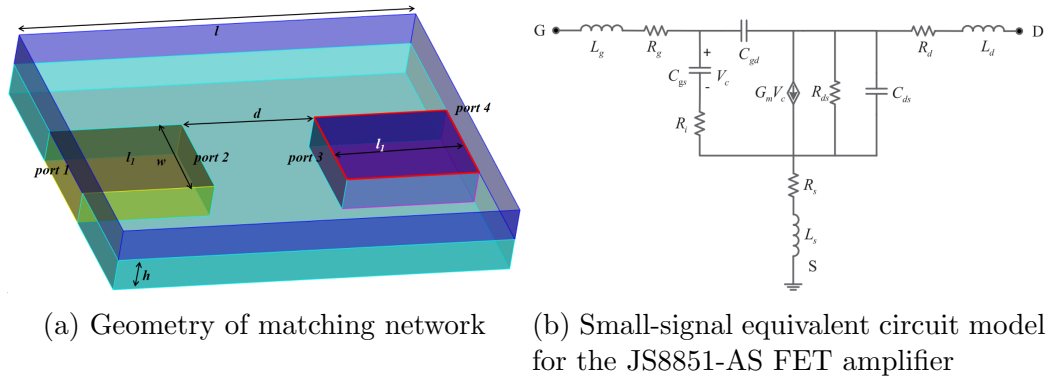 l
d
port 4
l1
w
port 2
port 3
l1
port 1
h
(a) Geometry of matching network
G
Lg
Rg
Cgd
Rd
Ld
D
+
Cgs
Vc
-
GmVc
Rds
Cds
Ri
Rs
Ls
S
(b) Small-signal equivalent circuit model
for the JS8851-AS FET amplifier